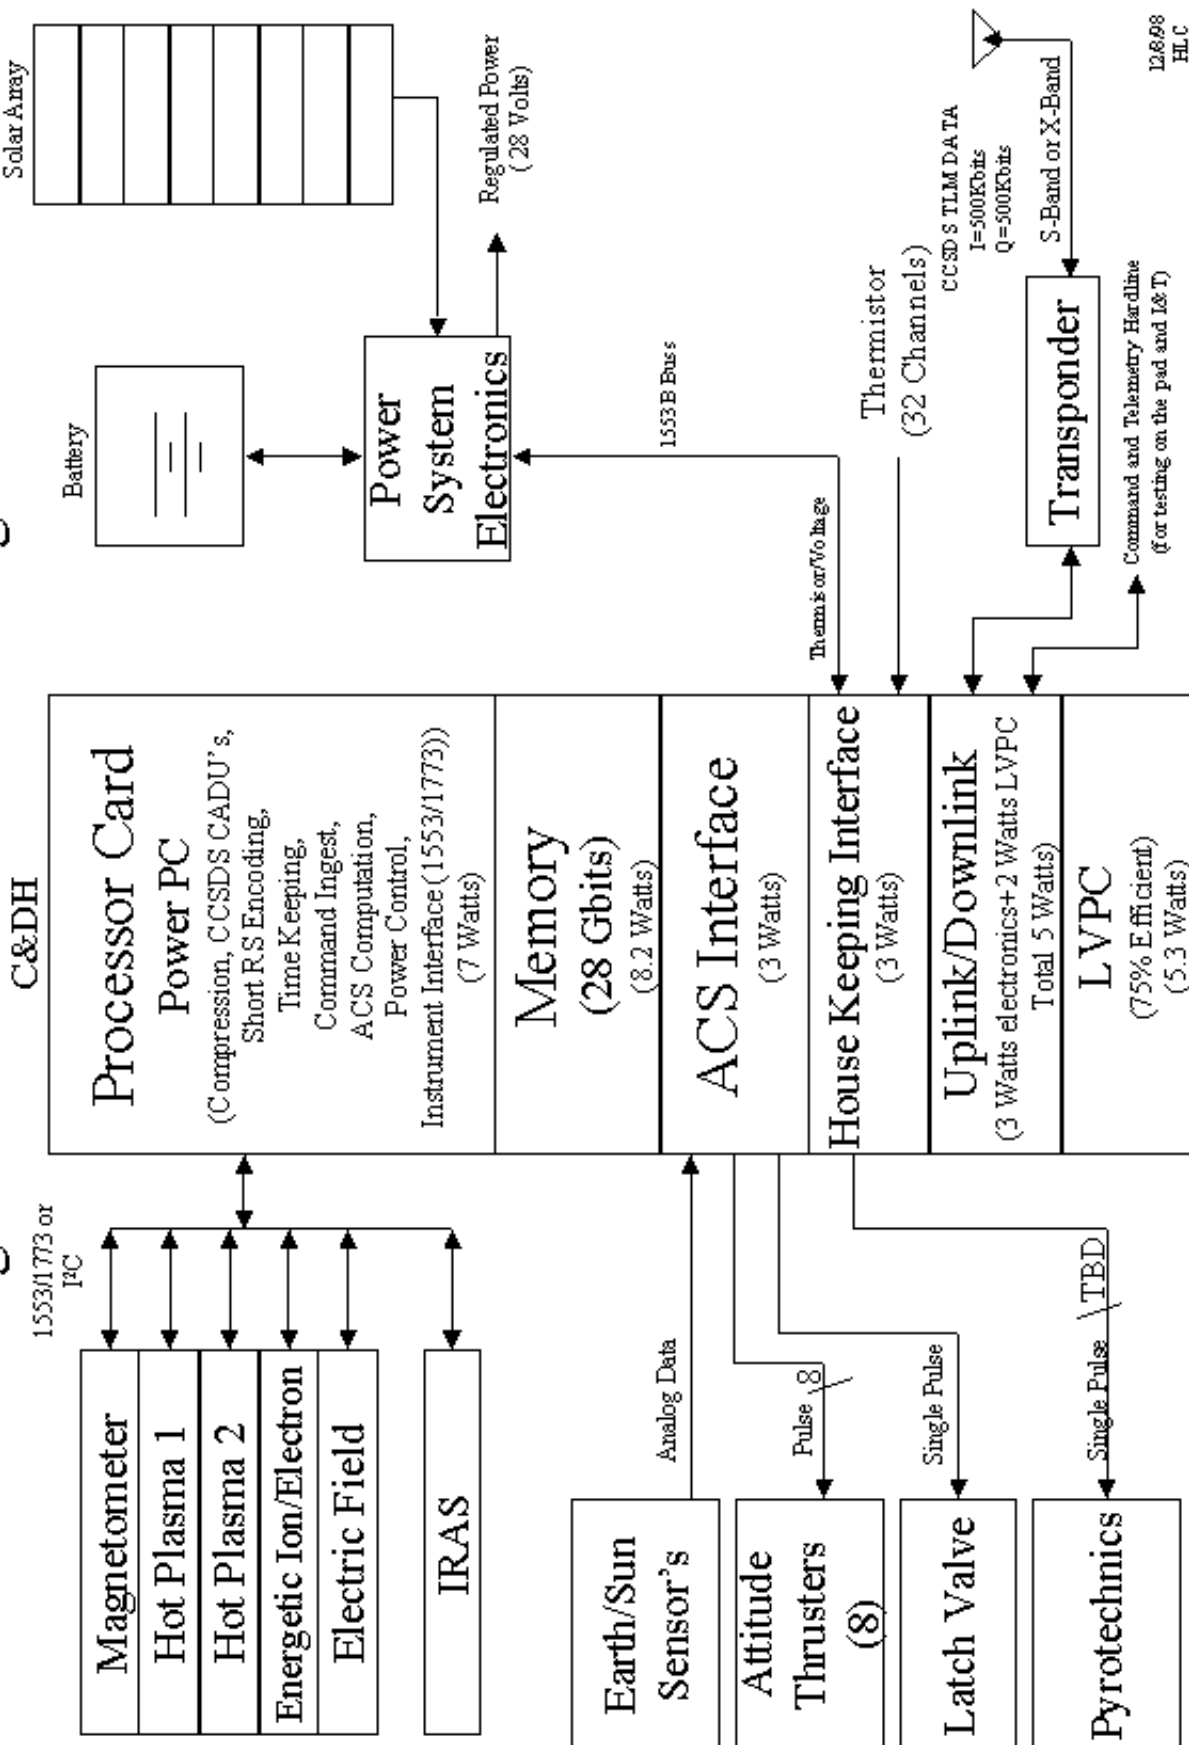 C&DH
1553/1773 or
I²C
Magnetometer
Hot Plasma 1
Hot Plasma 2
Energetic Ion/Electron
Electric Field
IRAS
Earth/Sun
Sensor's
Analog Data
Attitude
Thrusters
(8)
Pulse
8
Latch Valve
Single Pulse
Pyrotechnics
Single Pulse
TBD
Processor Card
Power PC
(Compression, CCSDS CADU's,
Short RS Encoding,
Time Keeping,
Command Ingest,
ACS Computation,
Power Control,
Instrument Interface (1553/1773))
(7 Watts)
Memory
(28 Gbits)
(8.2 Watts)
ACS Interface
(3 Watts)
House Keeping Interface
(3 Watts)
Uplink/Downlink
(3 Watts electronics+2 Watts LVPC
Total 5 Watts)
LVPC
(75% Efficient)
(5.3 Watts)
Battery
Solar Array
Power
System
Electronics
Regulated Power
( 28 Volts)
1553B Buss
Thermisor/Voltage
Thermistor
(32 Channels)
CCSDS TLM DATA
I=500Kbits
Q=500Kbits
S-Band or X-Band
Transponder
Command and Telemetry Hardline
(for testing on the pad and I&T)
12/8/98
HLC